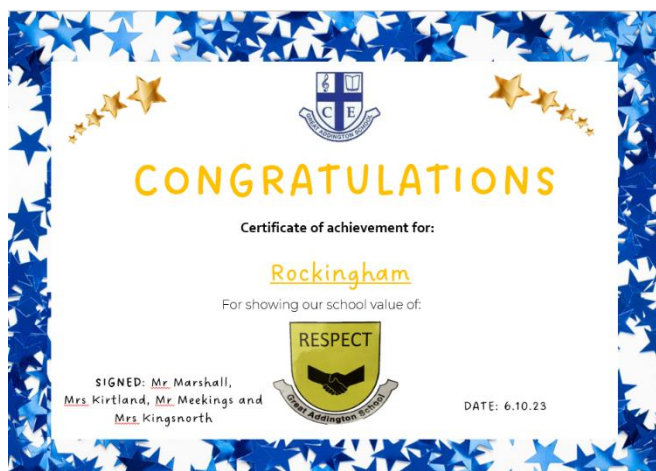 C E
GREAT ADDINGTON SCHOOL
CONGRATULATIONS
Certificate of achievement for:
Rockingham
For showing our school value of:
RESPECT
Great Addington School
SIGNED: Mr Marshall,
Mrs Kirtland, Mr Meekings and
Mrs Kingsnorth
DATE: 6.10.23